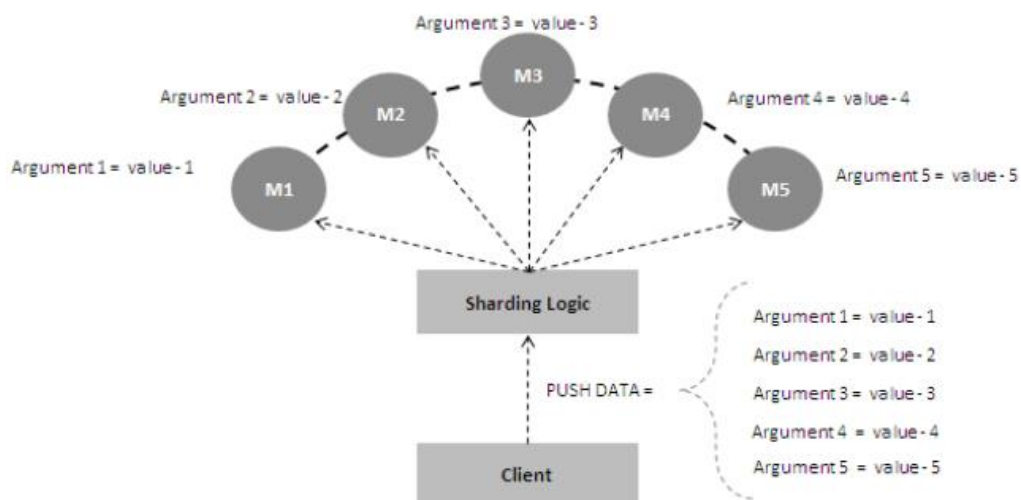 Argument 3 = value - 3
M3
Argument 2 = value - 2
M2
M4
Argument 4 = value - 4
Argument 1 = value - 1
M1
M5
Argument 5 = value - 5
Sharding Logic
PUSH DATA =
Argument 1 = value - 1
Argument 2 = value - 2
Argument 3 = value - 3
Argument 4 = value - 4
Argument 5 = value - 5
Client